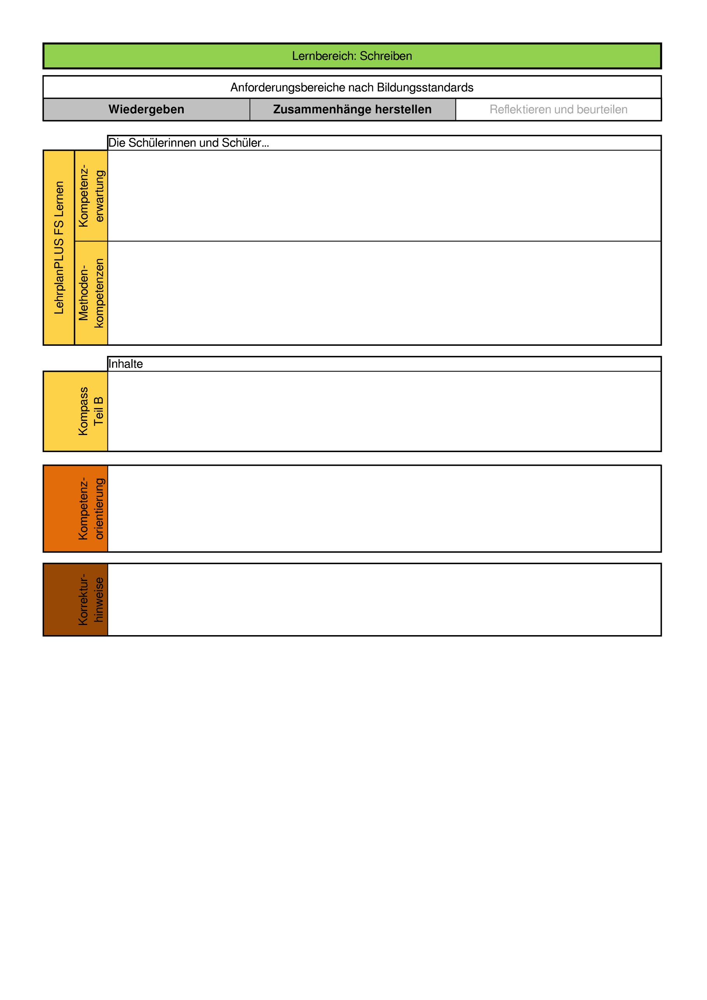 Lernbereich: Schreiben
Anforderungsbereiche nach Bildungsstandards
Wiedergeben
Zusammenhänge herstellen
Reflektieren und beurteilen
Die Schülerinnen und Schüler...
LehrplanPLUS FS Lernen
Kompetenz-
erwartung
Methoden-
kompetenzen
Inhalte
Kompass
Teil B
Kompetenz-
orientierung
Korrektur-
hinweise